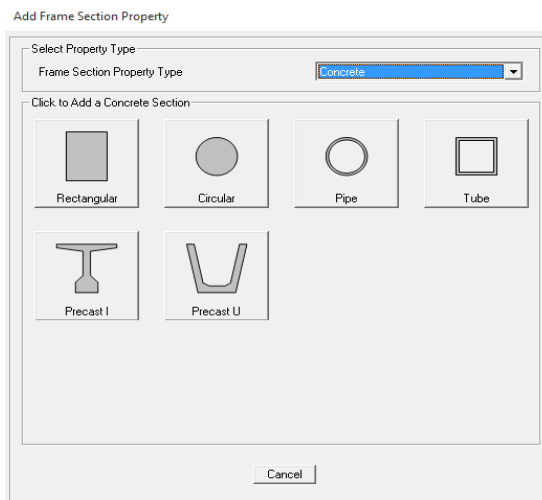 Add Frame Section Property
Select Property Type
Frame Section Property Type
Concrete
Click to Add a Concrete Section
Rectangular
Circular
Pipe
Tube
Precast I
Precast U
Cancel